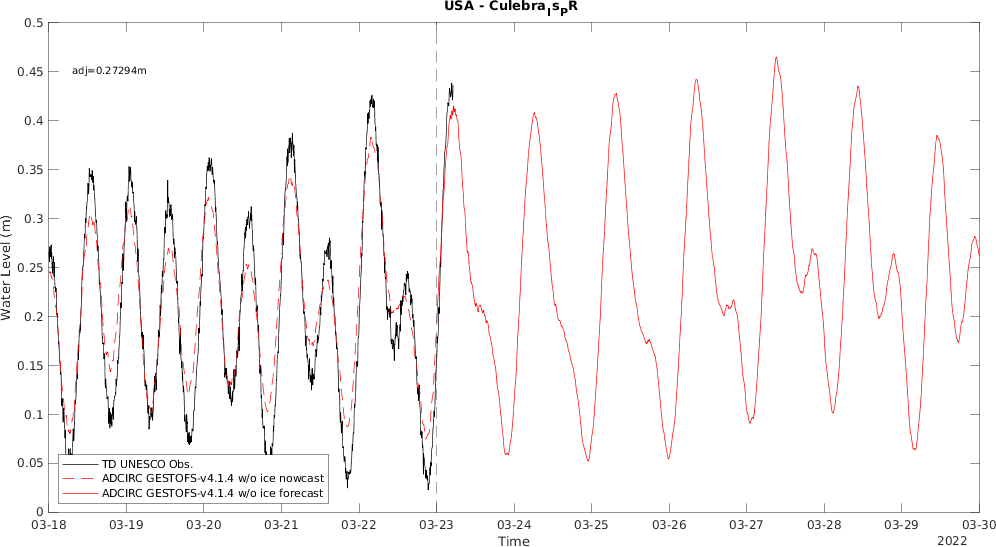 USA - Culebra_Is_PR
0.5
0.45
0.4
0.35
0.3
0.25
0.2
0.15
0.1
0.05
0
Water Level (m)
adj=0.27294m
TD UNESCO Obs.
ADCIRC GESTOFS-v4.1.4 w/o ice nowcast
ADCIRC GESTOFS-v4.1.4 w/o ice forecast
03-18 03-19 03-20 03-21 03-22 03-23 03-24 03-25 03-26 03-27 03-28 03-29 03-30
Time
2022